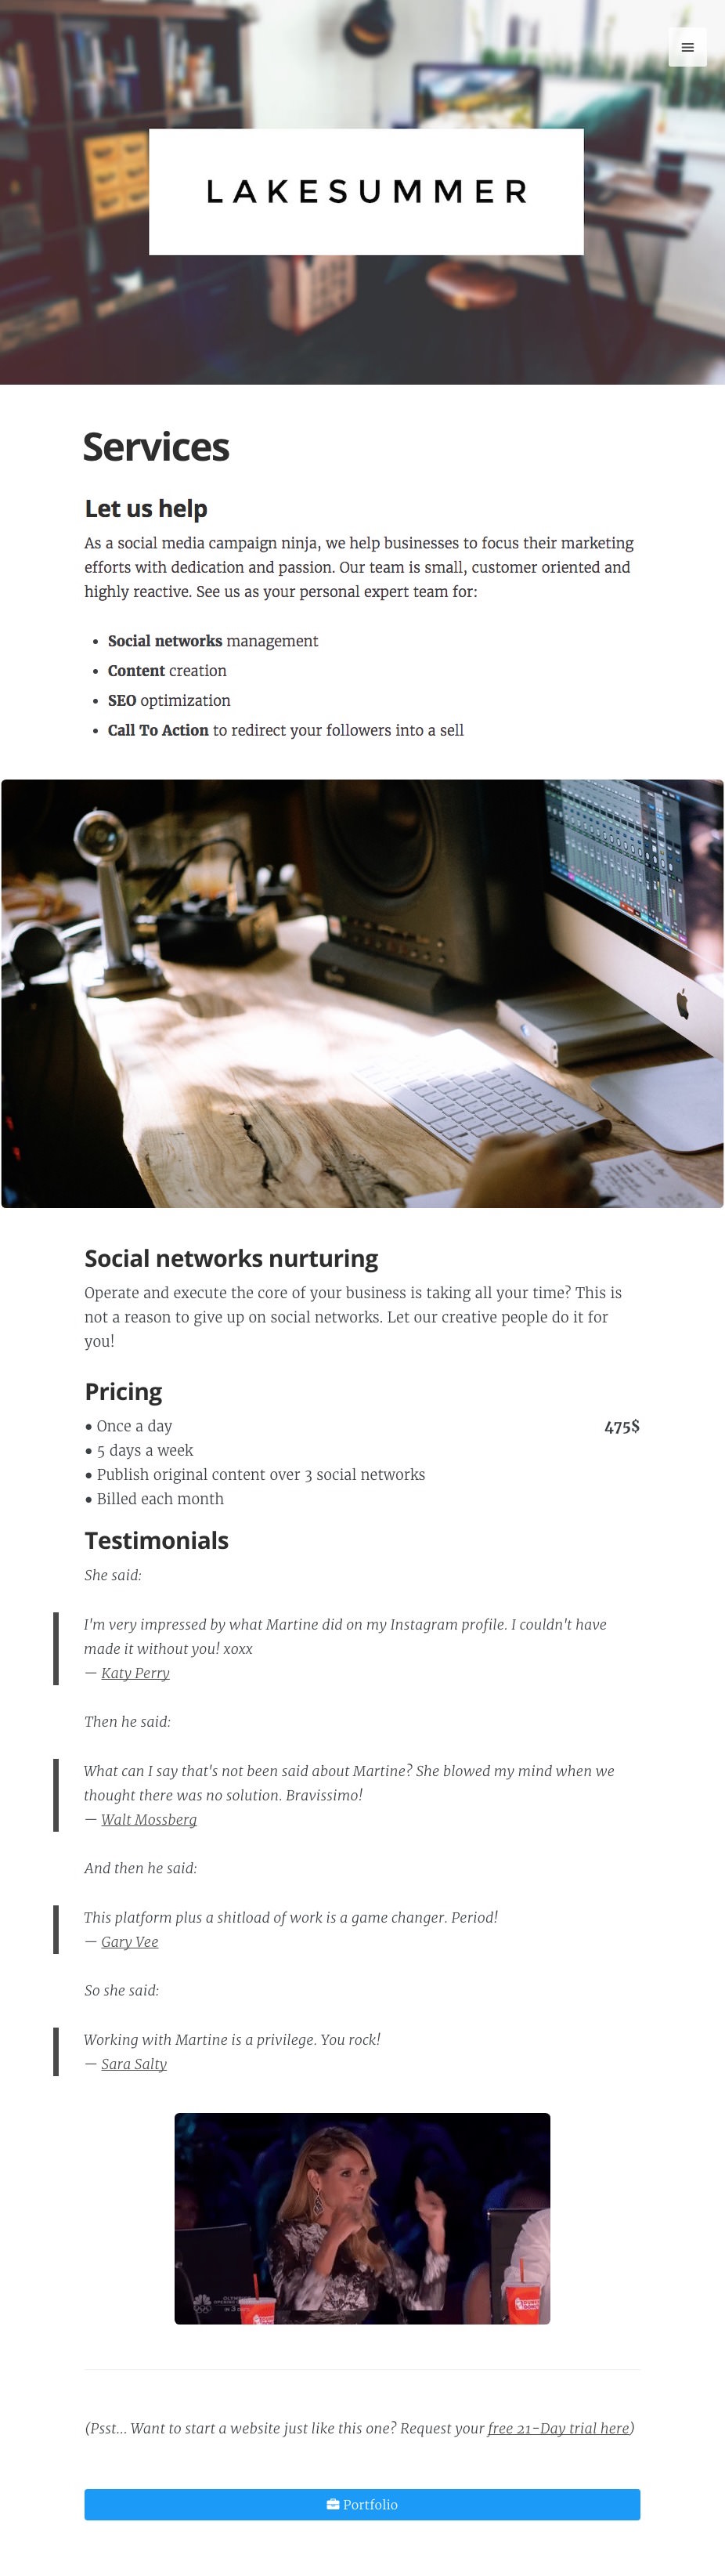 LAKESUMMER
Services
Let us help
As a social media campaign ninja, we help businesses to focus their marketing
efforts with dedication and passion. Our team is small, customer oriented and
highly reactive. See us as your personal expert team for:
• Social networks management
• Content creation
• SEO optimization
• Call To Action to redirect your followers into a sell
Social networks nurturing
Operate and execute the core of your business is taking all your time? This is
not a reason to give up on social networks. Let our creative people do it for
you!
Pricing
• Once a day 475$
• 5 days a week
• Publish original content over 3 social networks
• Billed each month
Testimonials
She said:
I'm very impressed by what Martine did on my Instagram profile. I couldn't have
made it without you! xoxx
— Katy Perry
Then he said:
What can I say that's not been said about Martine? She blowed my mind when we
thought there was no solution. Bravissimo!
— Walt Mossberg
And then he said:
This platform plus a shitload of work is a game changer. Period!
— Gary Vee
So she said:
Working with Martine is a privilege. You rock!
— Sara Salty
(Psst... Want to start a website just like this one? Request your free 21-Day trial here)
Portfolio